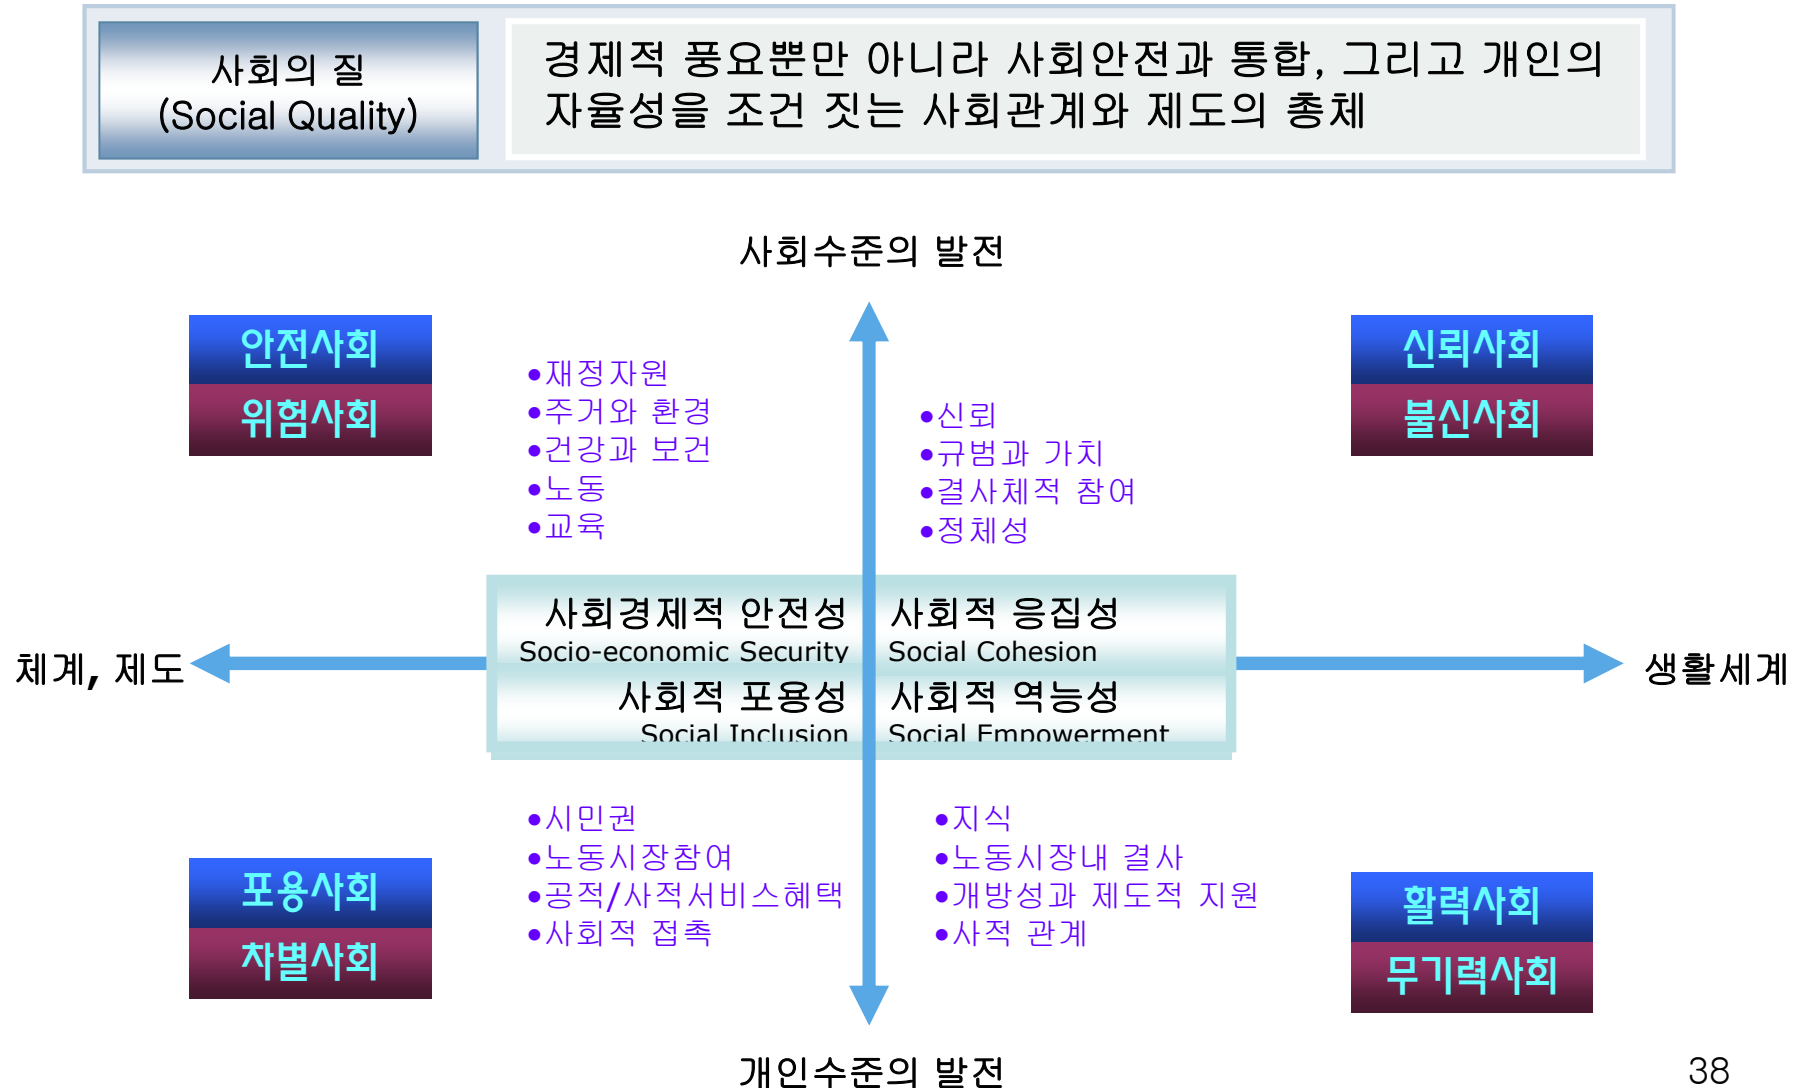 사회의 질
(Social Quality)
경제적 풍요뿐만 아니라 사회안전과 통합, 그리고 개인의
자율성을 조건 짓는 사회관계와 제도의 총체
사회수준의 발전
안전사회
위험사회
•재정자원
•주거와 환경
•건강과 보건
•노동
•교육
•신뢰
•규범과 가치
•결사체적 참여
•정체성
신뢰사회
불신사회
체계, 제도
사회경제적 안전성
Socio-economic Security
사회적 응집성
Social Cohesion
사회적 포용성
Social Inclusion
사회적 역능성
Social Empowerment
생활세계
포용사회
차별사회
•시민권
•노동시장참여
•공적/사적서비스혜택
•사회적 접촉
•지식
•노동시장내 결사
•개방성과 제도적 지원
•사적 관계
활력사회
무기력사회
개인수준의 발전
38